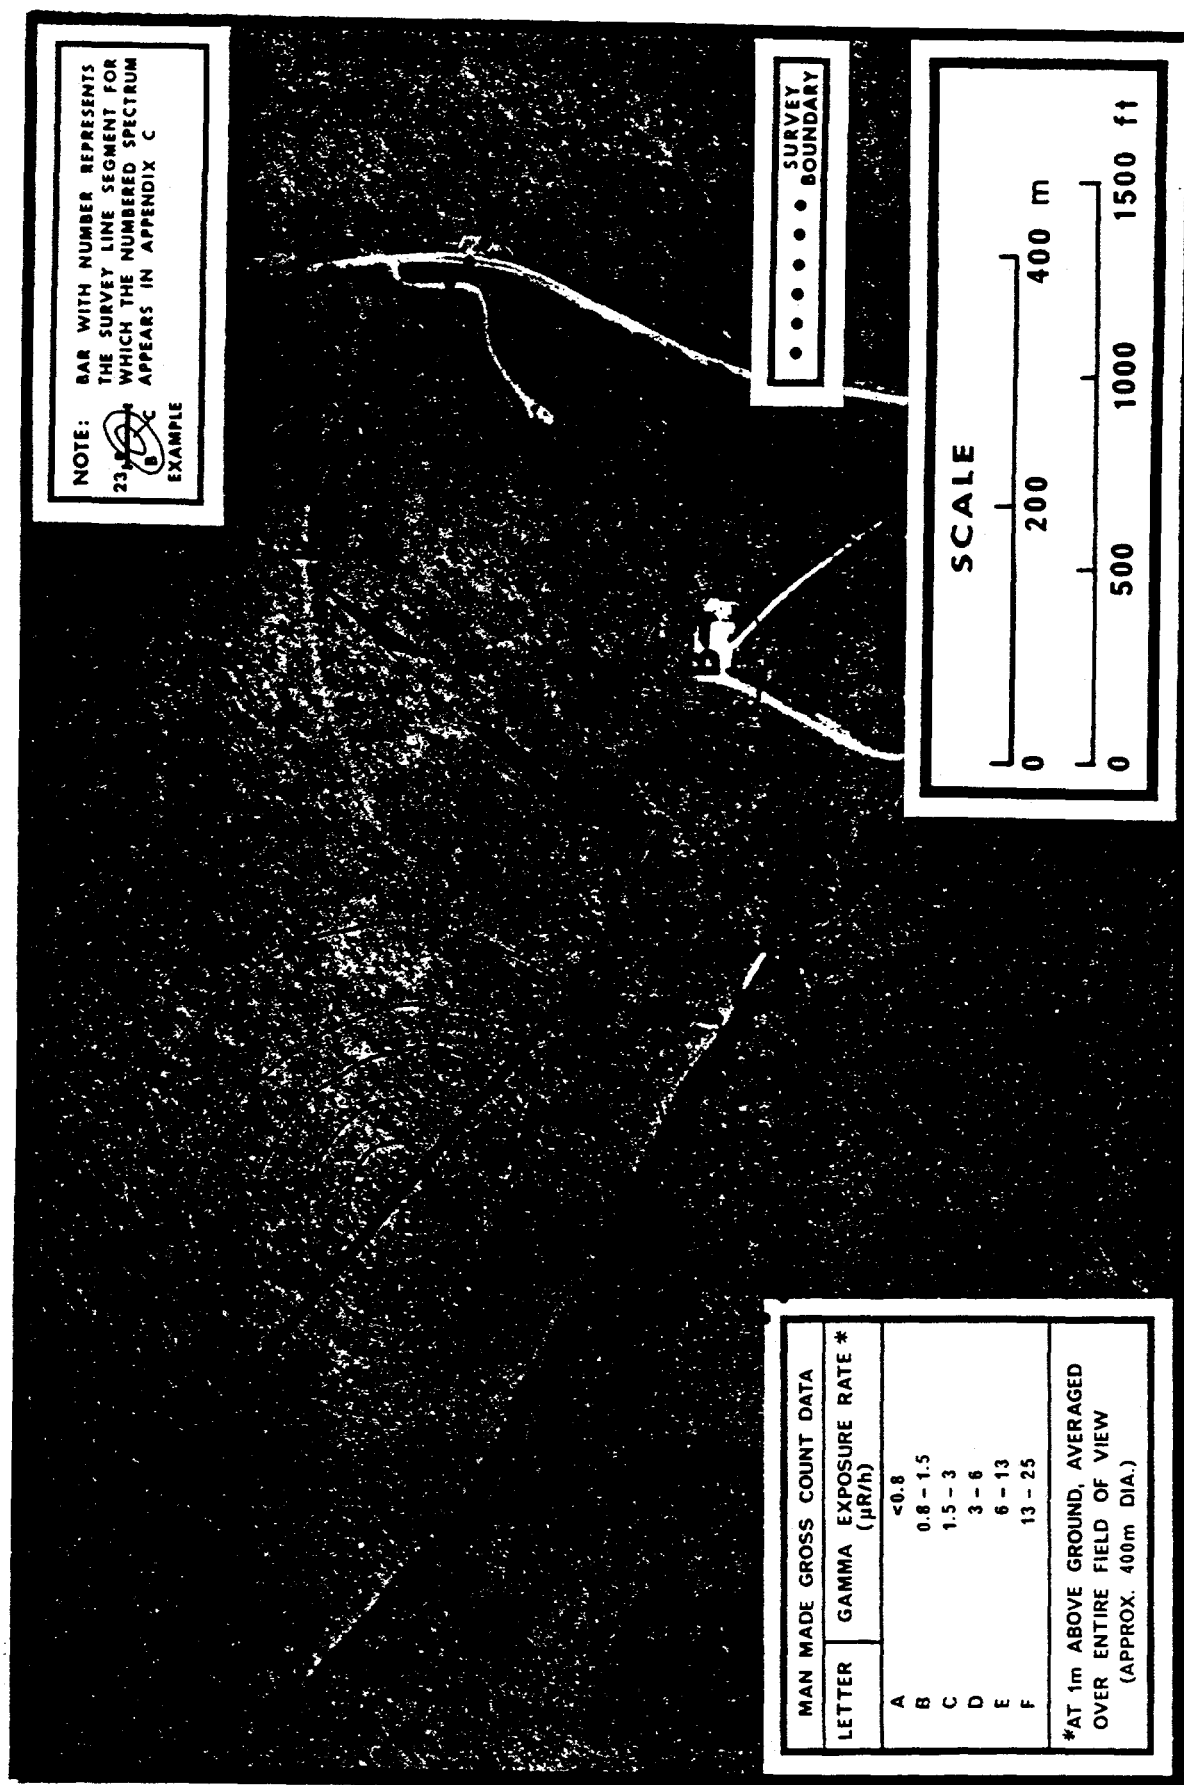 NOTE: BAR WITH NUMBER REPRESENTS
THE SURVEY LINE SEGMENT FOR
WHICH THE NUMBERED SPECTRUM
APPEARS IN APPENDIX C
23
B C
EXAMPLE
SURVEY
BOUNDARY
SCALE
0 200 400 m
0 500 1000 1500 ft
B
MAN MADE GROSS COUNT DATA
LETTER GAMMA EXPOSURE RATE *
(µR/h)
A <0.8
B 0.8 – 1.5
C 1.5 – 3
D 3 – 6
E 6 – 13
F 13 – 25
*AT 1m ABOVE GROUND, AVERAGED
OVER ENTIRE FIELD OF VIEW
(APPROX. 400m DIA.)